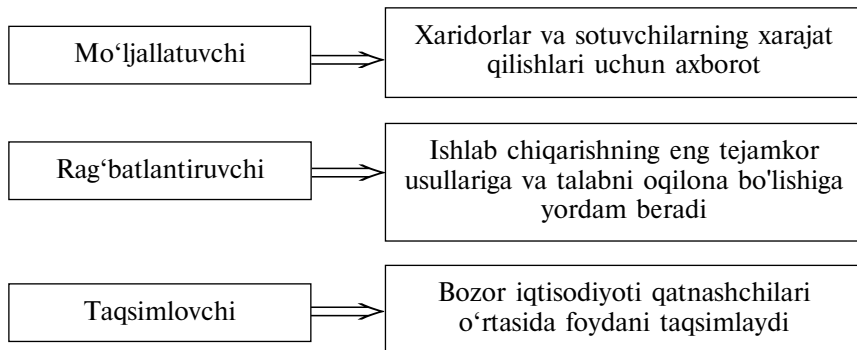 Mo‘ljallatuvchi
Xaridorlar va sotuvchilarning xarajat
qilishlari uchun axborot
Rag‘batlantiruvchi
Ishlab chiqarishning eng tejamkor
usullariga va talabni oqilona bo'lishiga
yordam beradi
Taqsimlovchi
Bozor iqtisodiyoti qatnashchilari
o‘rtasida foydani taqsimlaydi